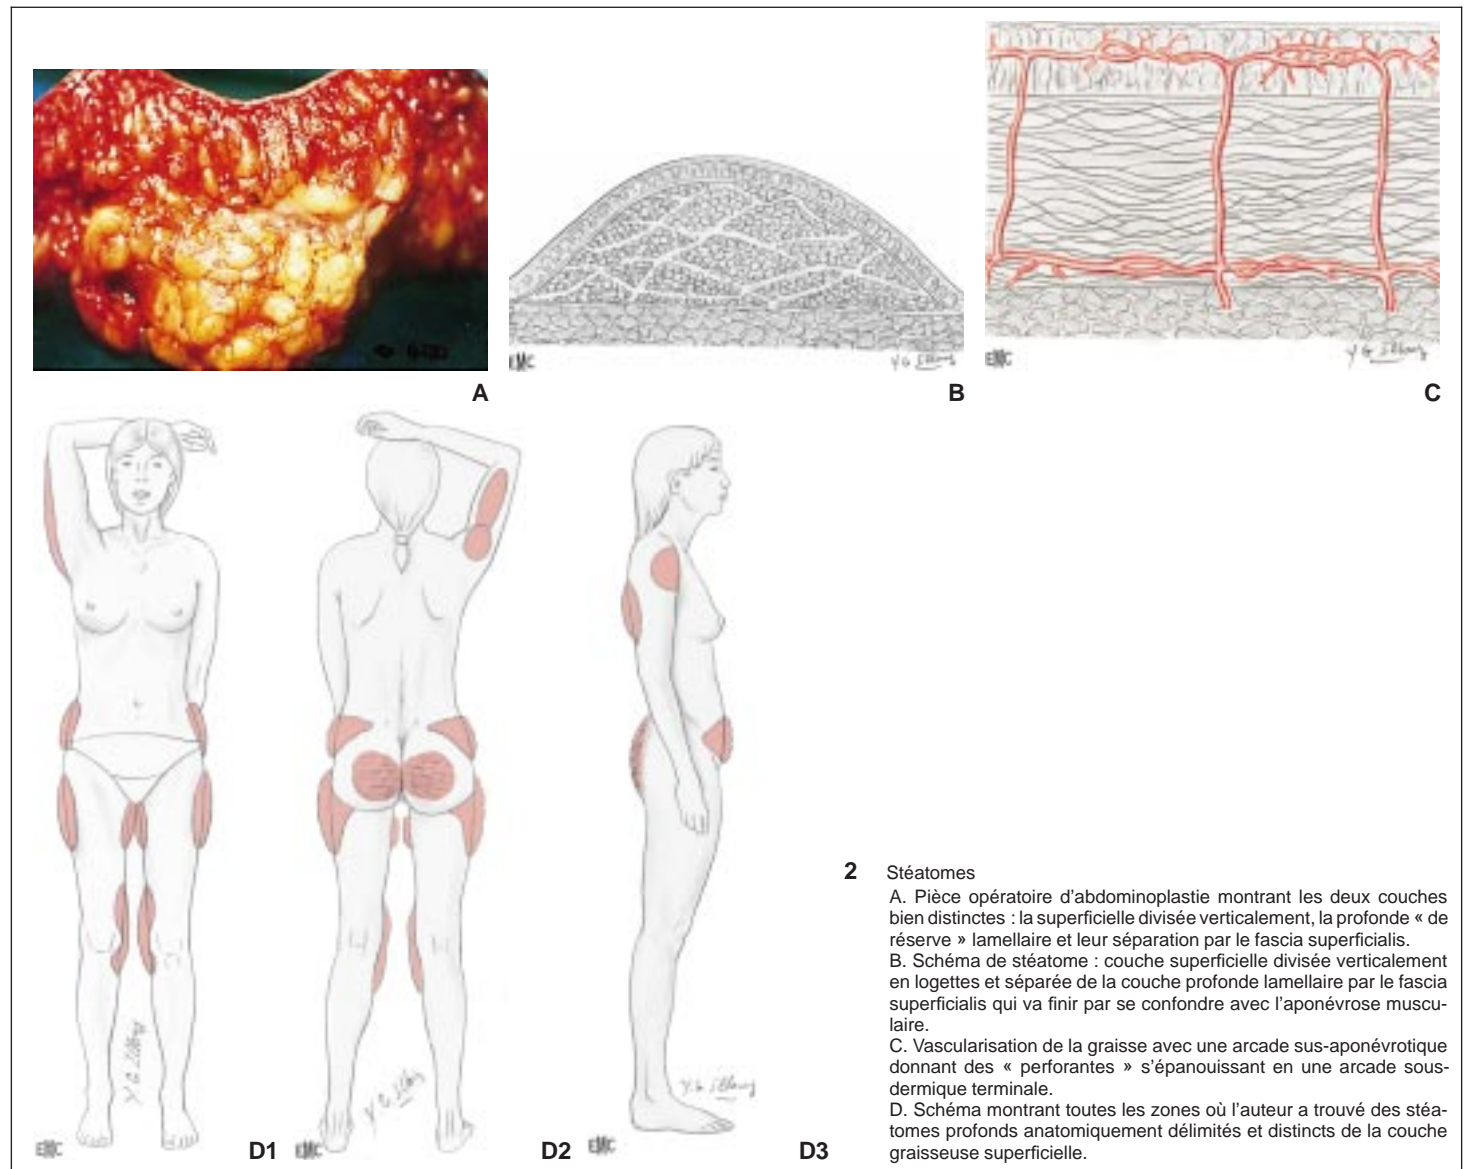 A
EMC
B
EMC
C
EMC
D1
EMC
D2
EMC
D3
2 Stéatomes
A. Pièce opératoire d'abdominoplastie montrant les deux couches
bien distinctes : la superficielle divisée verticalement, la profonde « de
réserve » lamellaire et leur séparation par le fascia superficialis.
B. Schéma de stéatome : couche superficielle divisée verticalement
en logettes et séparée de la couche profonde lamellaire par le fascia
superficialis qui va finir par se confondre avec l'aponévrose muscu-
laire.
C. Vascularisation de la graisse avec une arcade sus-aponévrotique
donnant des « perforantes » s'épanouissant en une arcade sous-
dermique terminale.
D. Schéma montrant toutes les zones où l'auteur a trouvé des stéa-
tomes profonds anatomiquement délimités et distincts de la couche
graisseuse superficielle.